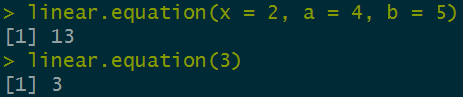 > linear.equation(x = 2, a = 4, b = 5)
[1] 13
> linear.equation(3)
[1] 3